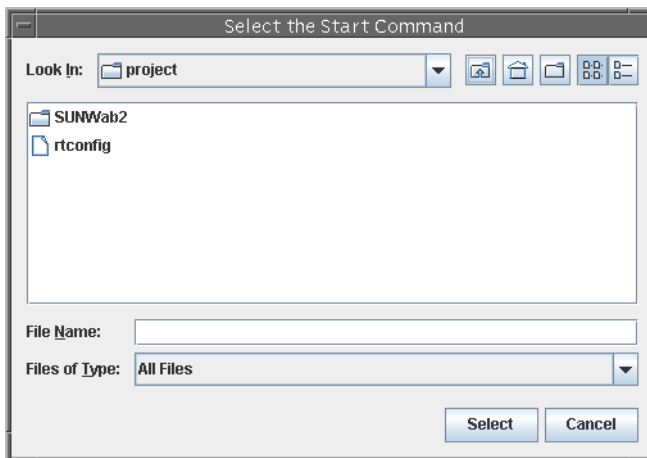 Select the Start Command
Look In: project
SUNWab2
rtconfig
File Name:
Files of Type: All Files
Select Cancel